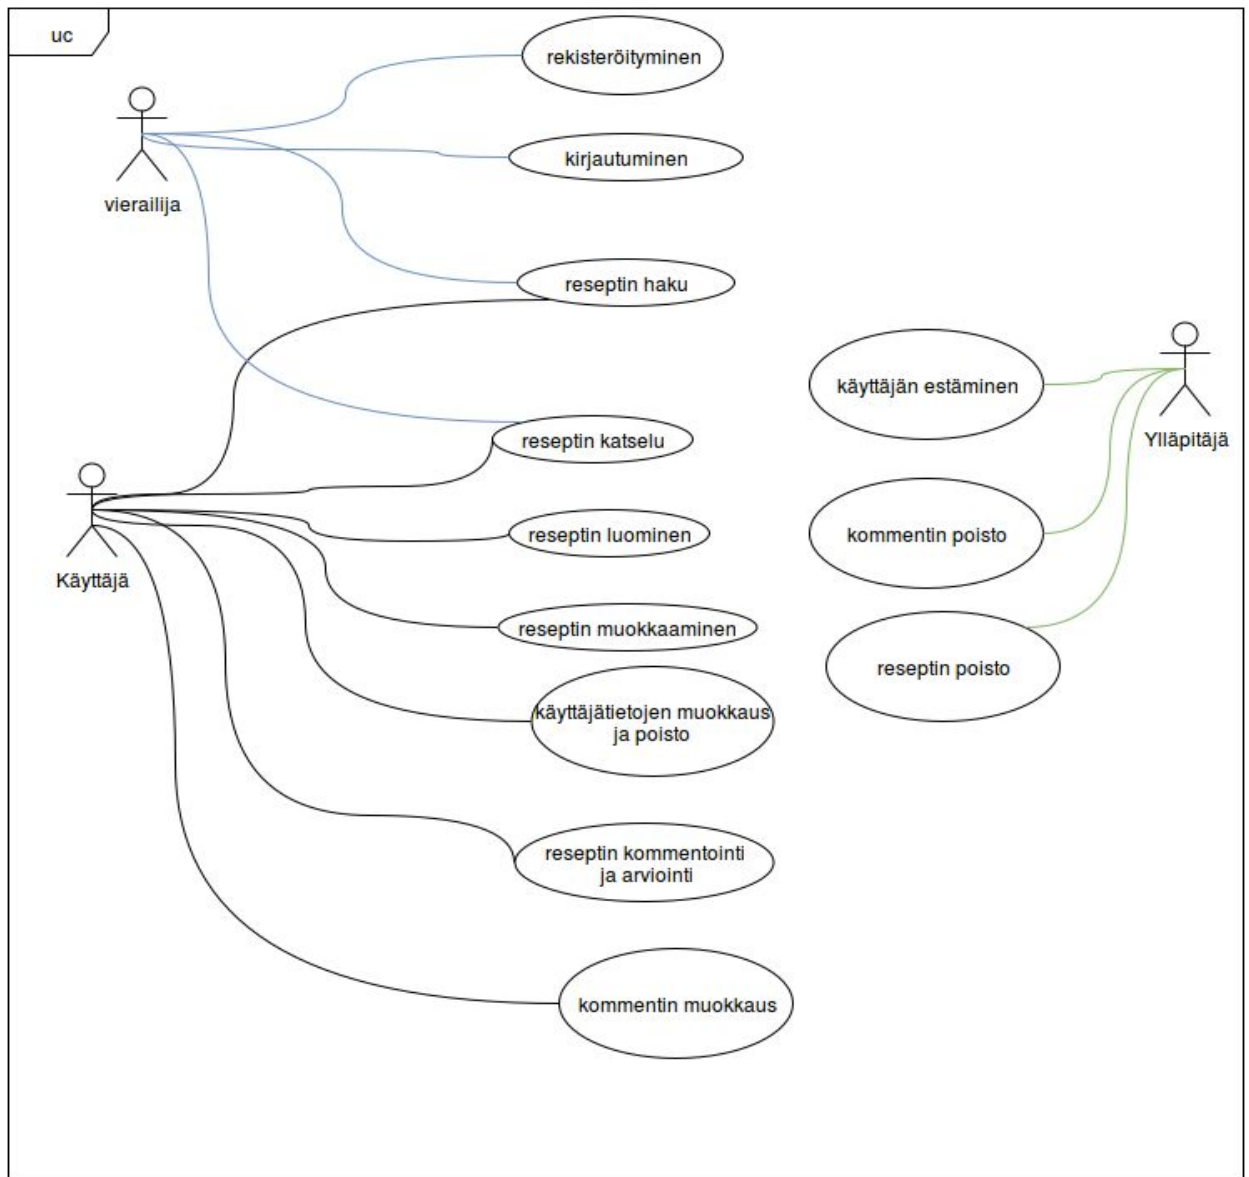 uc
rekisteröityminen
kirjautuminen
vierailija
reseptin haku
käyttäjän estäminen
Ylläpitäjä
reseptin katselu
reseptin luominen
kommentin poisto
Käyttäjä
reseptin muokkaaminen
reseptin poisto
käyttäjätietojen muokkaus
ja poisto
reseptin kommentointi
ja arviointi
kommentin muokkaus